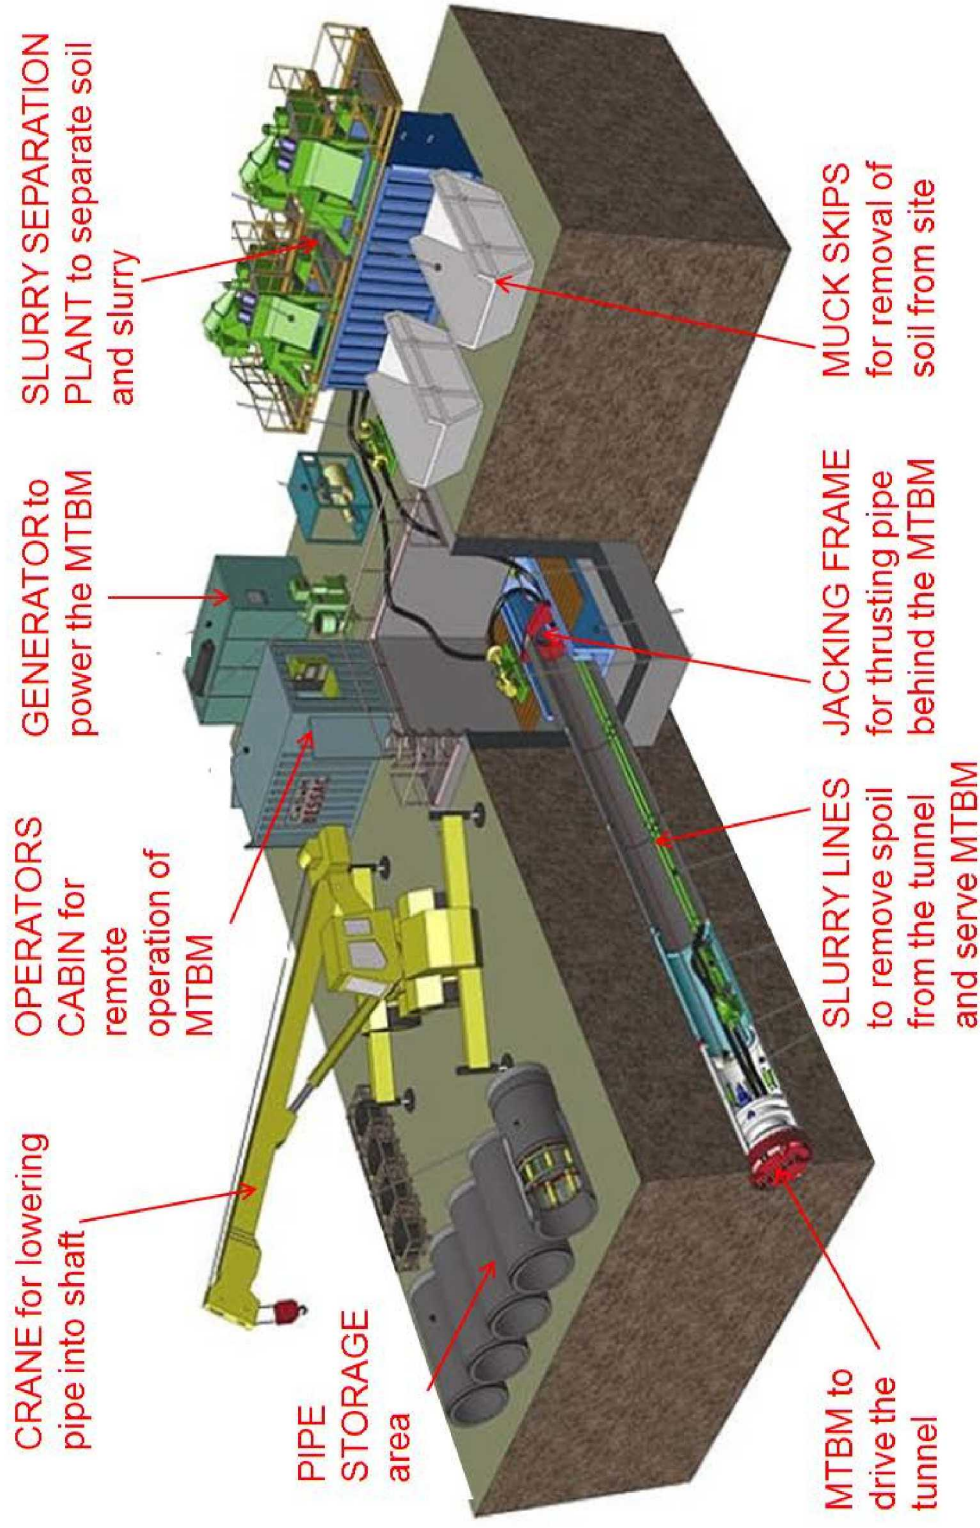 CRANE for lowering
pipe into shaft
OPERATORS
CABIN for
remote
operation of
MTBM
GENERATOR to
power the MTBM
SLURRY SEPARATION
PLANT to separate soil
and slurry
PIPE
STORAGE
area
BESSAC
MTBM to
drive the
tunnel
SLURRY LINES
to remove spoil
from the tunnel
and serve MTBM
JACKING FRAME
for thrusting pipe
behind the MTBM
MUCK SKIPS
for removal of
soil from site